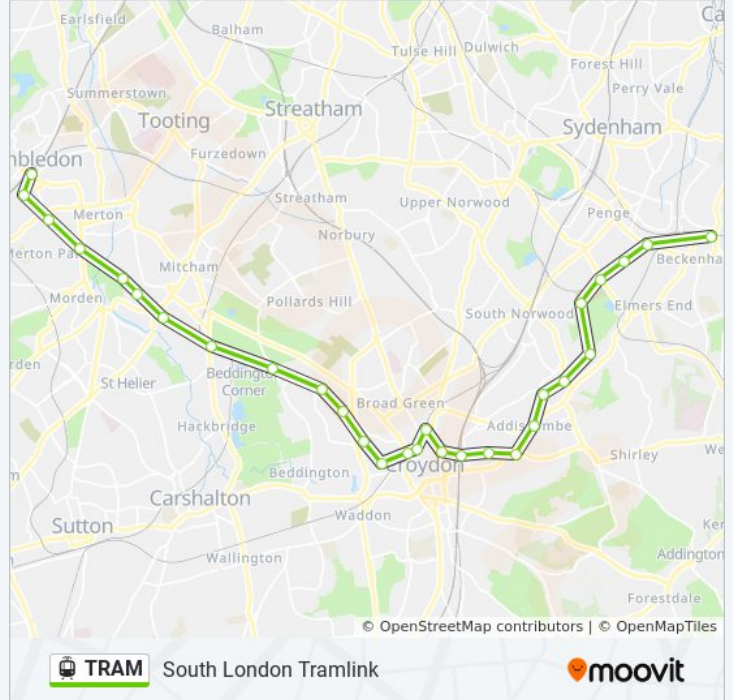 Ca
Earlsfield
Balham
Tulse Hill
Dulwich
Forest Hill
Perry Vale
Summerstown
Streatham
Tooting
Sydenham
Furzedown
mbledon
Streatham
Upper Norwood
Penge
Merton
Norbury
Merton Pa
Beckenha
Mitcham
Morden
Pollards Hill
South Norwood
Elmers End
rden
St Helier
Beddington
Corner
Broad Green
Hackbridge
Addiscombe
Shirley
We
Croydon
Beddington
m
Carshalton
Waddon
Sutton
Ker
Wallington
Addington
Forestdale
© OpenStreetMap contributors | © OpenMapTiles
TRAM South London Tramlink
moovit